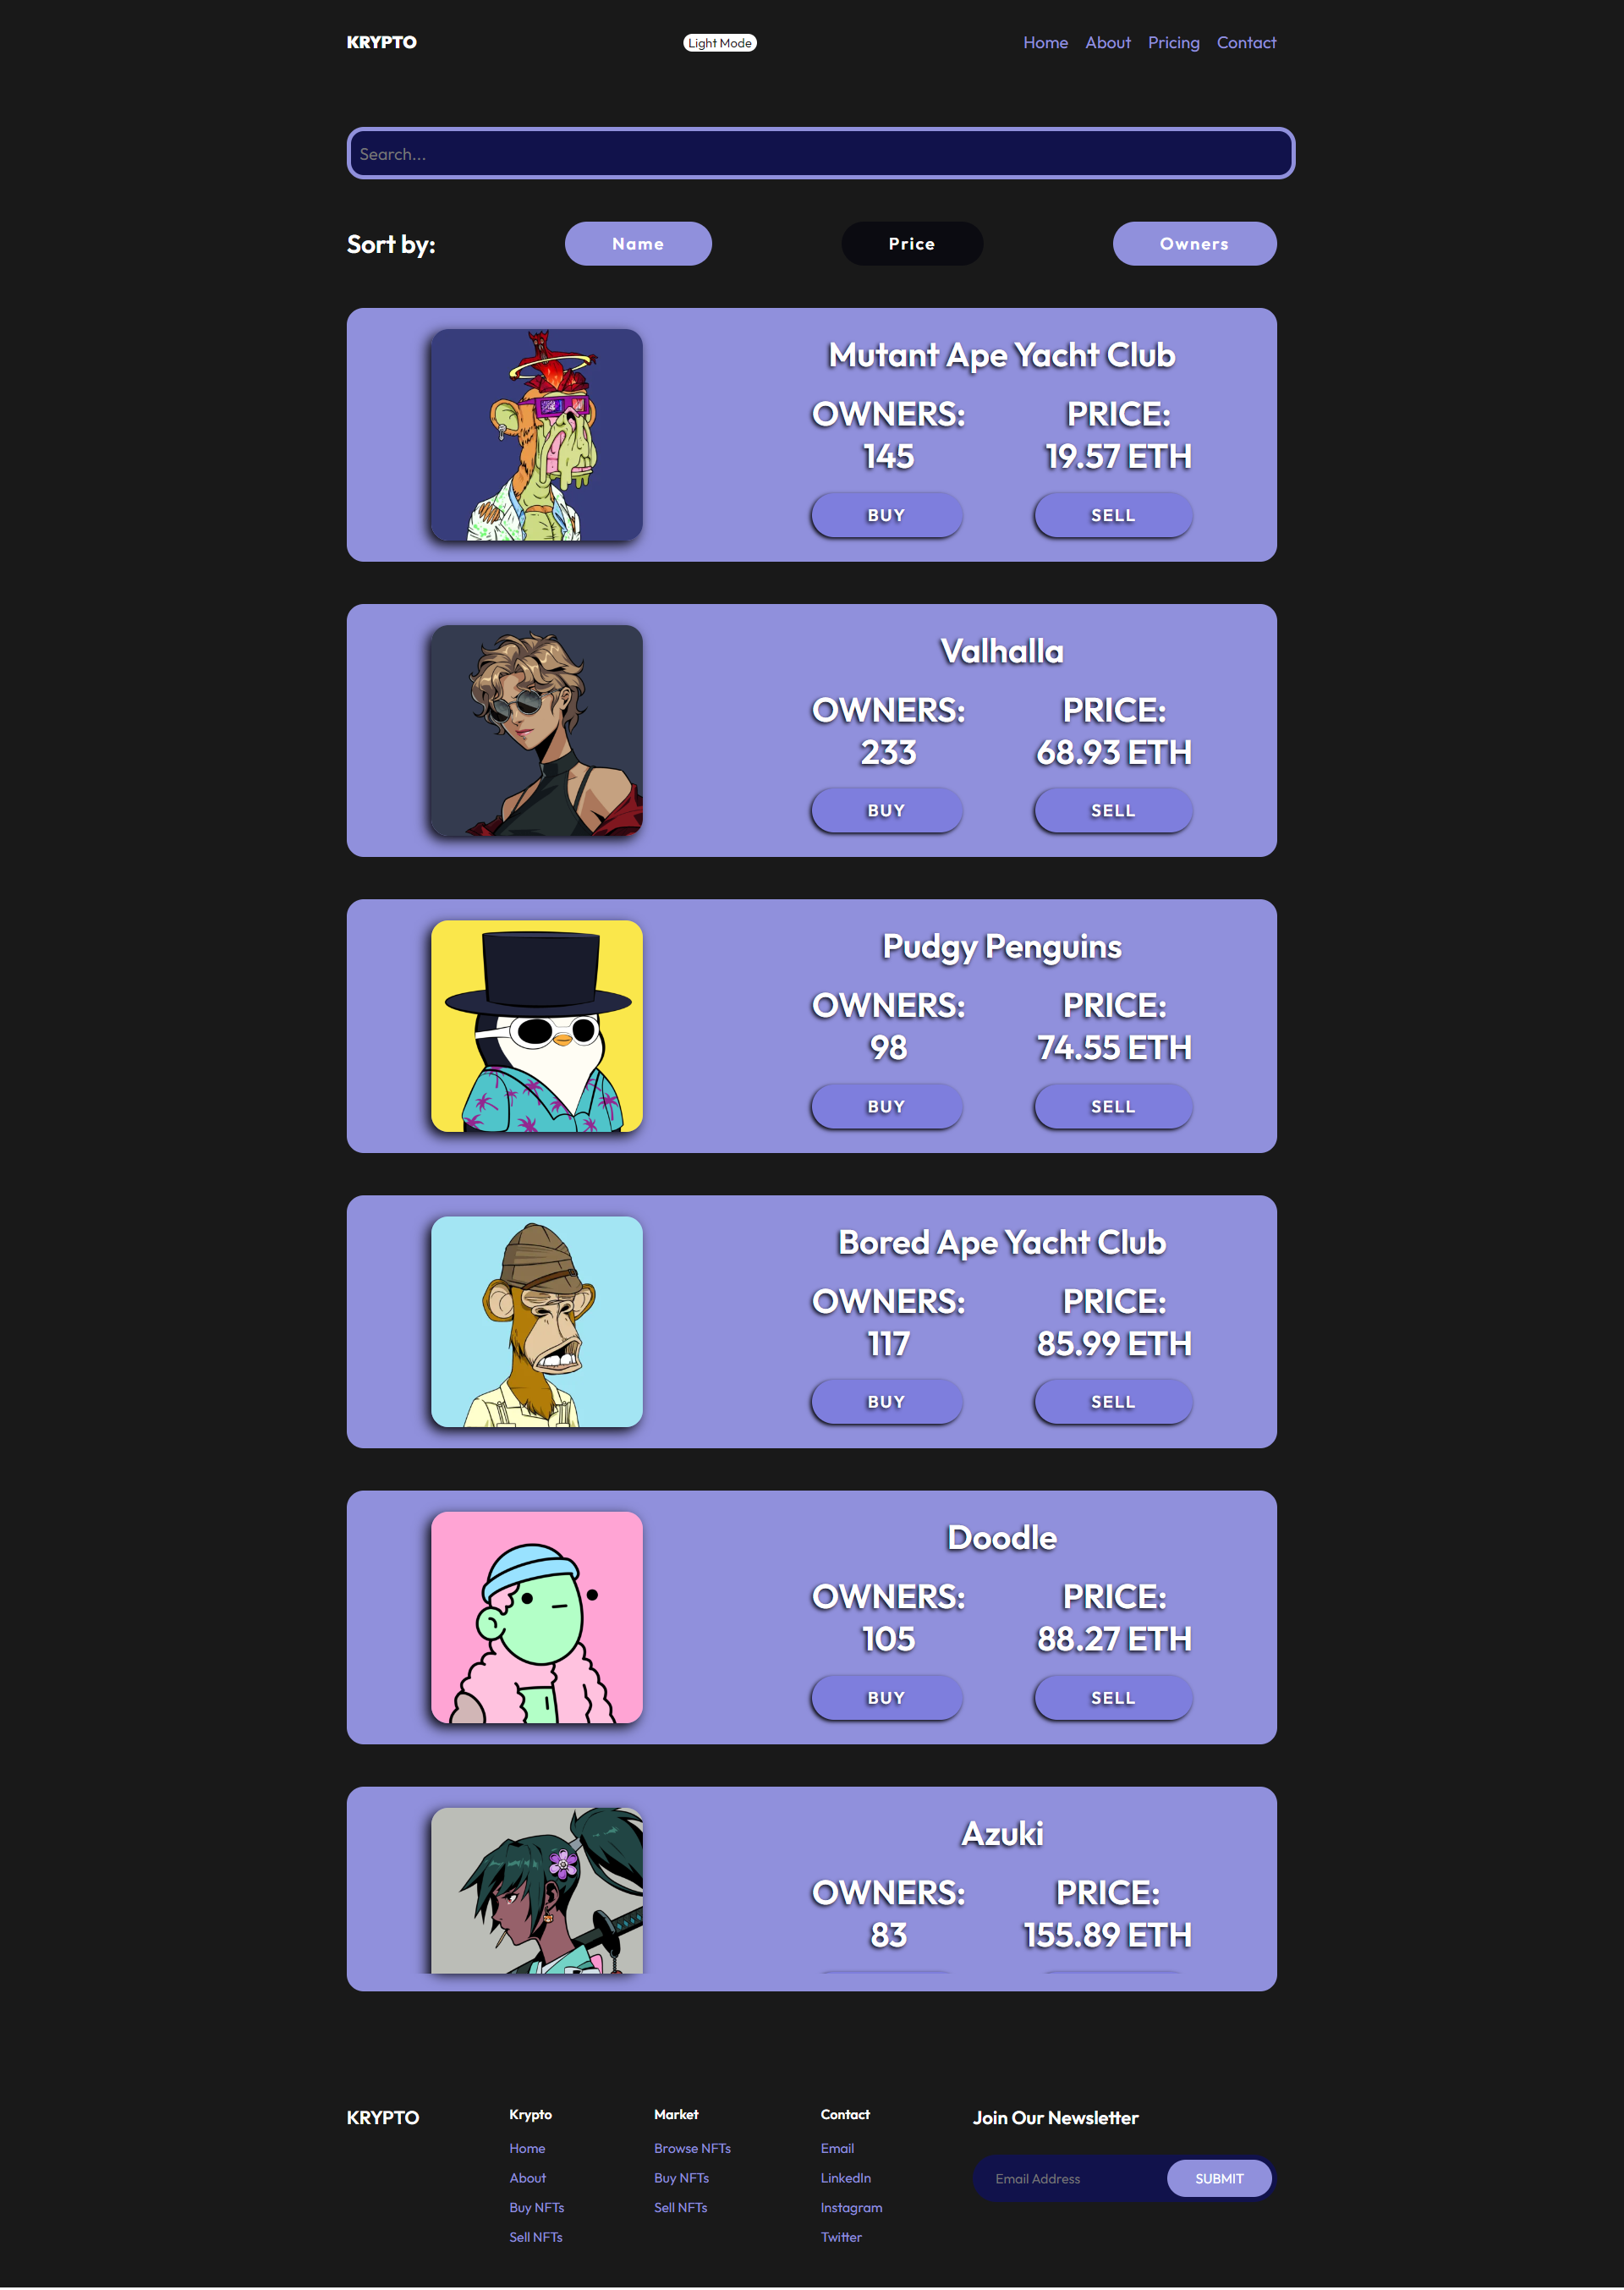 KRYPTO
Light Mode
Home About Pricing Contact
Search...
Sort by:
Name
Price
Owners
Mutant Ape Yacht Club
OWNERS: PRICE:
145 19.57 ETH
BUY SELL
Valhalla
OWNERS: PRICE:
233 68.93 ETH
BUY SELL
Pudgy Penguins
OWNERS: PRICE:
98 74.55 ETH
BUY SELL
Bored Ape Yacht Club
OWNERS: PRICE:
117 85.99 ETH
BUY SELL
Doodle
OWNERS: PRICE:
105 88.27 ETH
BUY SELL
Azuki
OWNERS: PRICE:
83 155.89 ETH
KRYPTO
Krypto
Home
About
Buy NFTs
Sell NFTs
Market
Browse NFTs
Buy NFTs
Sell NFTs
Contact
Email
LinkedIn
Instagram
Twitter
Join Our Newsletter
Email Address
SUBMIT